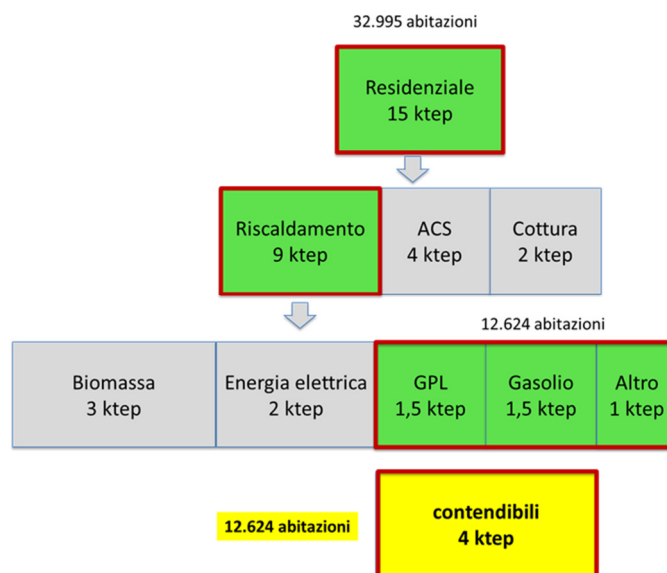 32.995 abitazioni
Residenziale
15 ktep
Riscaldamento
9 ktep
ACS
4 ktep
Cottura
2 ktep
12.624 abitazioni
Biomassa
3 ktep
Energia elettrica
2 ktep
GPL
1,5 ktep
Gasolio
1,5 ktep
Altro
1 ktep
12.624 abitazioni
contendibili
4 ktep